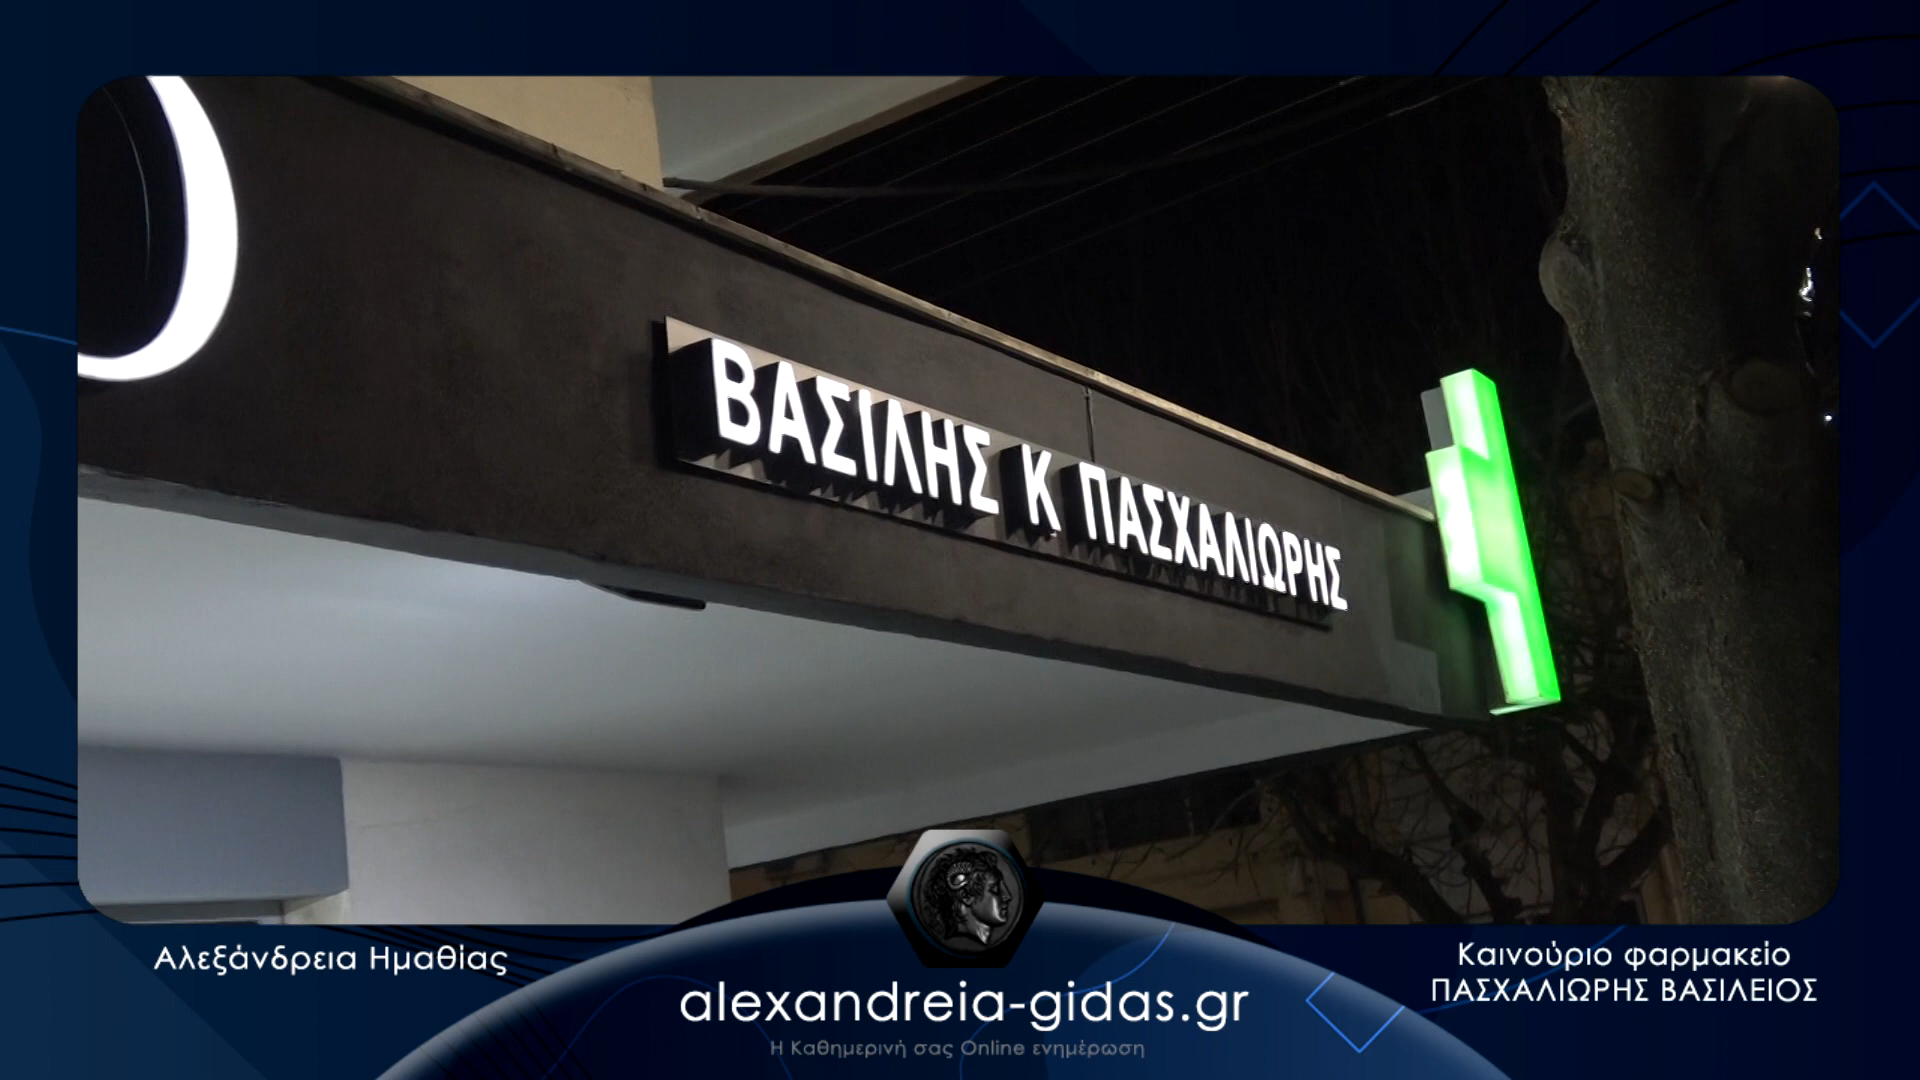 ΒΑΣΙΛΗΣ Κ ΠΑΣΧΑΛΙΩΡΗΣ
Αλεξάνδρεια Ημαθίας
Καινούριο φαρμακείο
ΠΑΣΧΑΛΙΩΡΗΣ ΒΑΣΙΛΕΙΟΣ
alexandreia-gidas.gr
Η Καθημερινή σας Online ενημέρωση